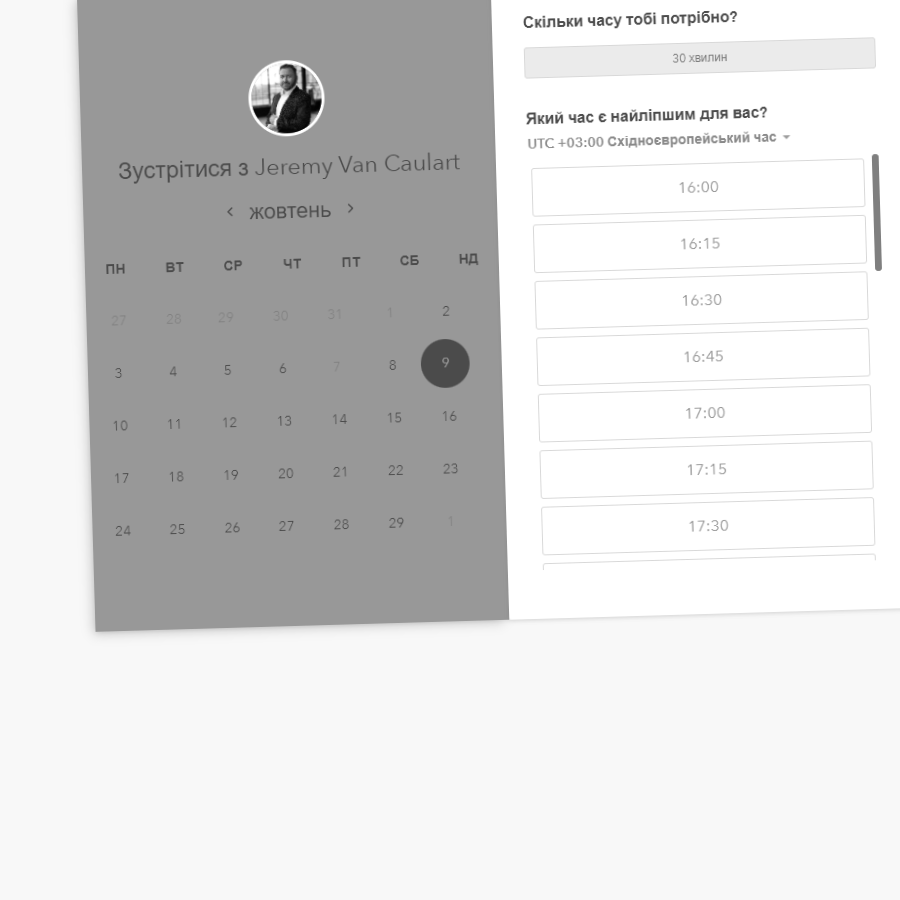 Зустрітися з Jeremy Van Caulart
жовтень
ПН ВТ СР ЧТ ПТ СБ НД
27 28 29 30 31 1 2
3 4 5 6 7 8 9
10 11 12 13 14 15 16
17 18 19 20 21 22 23
24 25 26 27 28 29 1
Скільки часу тобі потрібно?
30 хвилин
Який час є найліпшим для вас?
UTC +03:00 Східноєвропейський час
16:00
16:15
16:30
16:45
17:00
17:15
17:30